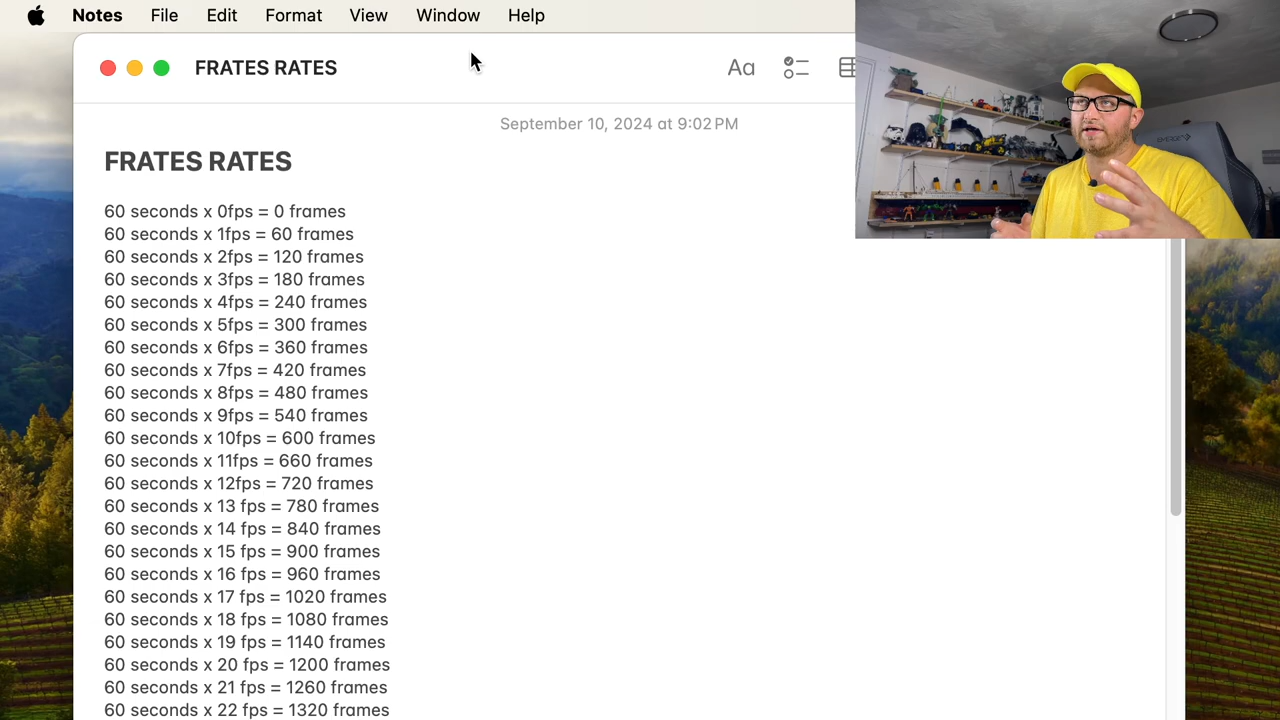 Notes File Edit Format View Window Help
FRATES RATES
Aa
September 10, 2024 at 9:02 PM
FRATES RATES
60 seconds x 0fps = 0 frames
60 seconds x 1fps = 60 frames
60 seconds x 2fps = 120 frames
60 seconds x 3fps = 180 frames
60 seconds x 4fps = 240 frames
60 seconds x 5fps = 300 frames
60 seconds x 6fps = 360 frames
60 seconds x 7fps = 420 frames
60 seconds x 8fps = 480 frames
60 seconds x 9fps = 540 frames
60 seconds x 10fps = 600 frames
60 seconds x 11fps = 660 frames
60 seconds x 12fps = 720 frames
60 seconds x 13 fps = 780 frames
60 seconds x 14 fps = 840 frames
60 seconds x 15 fps = 900 frames
60 seconds x 16 fps = 960 frames
60 seconds x 17 fps = 1020 frames
60 seconds x 18 fps = 1080 frames
60 seconds x 19 fps = 1140 frames
60 seconds x 20 fps = 1200 frames
60 seconds x 21 fps = 1260 frames
60 seconds x 22 fps = 1320 frames